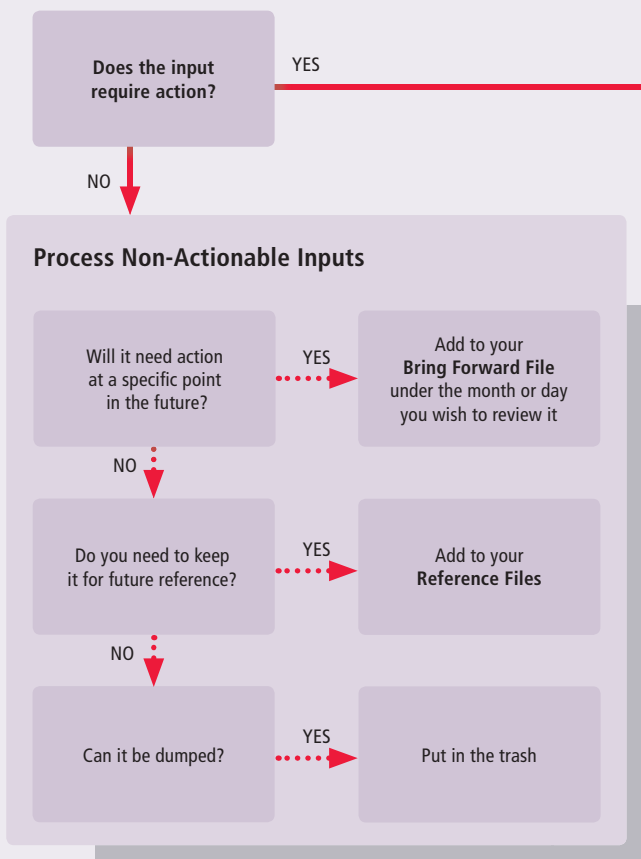 Does the input
require action?
YES
NO
Process Non-Actionable Inputs
Will it need action
at a specific point
in the future?
YES
Add to your
Bring Forward File
under the month or day
you wish to review it
NO
Do you need to keep
it for future reference?
YES
Add to your
Reference Files
NO
Can it be dumped?
YES
Put in the trash